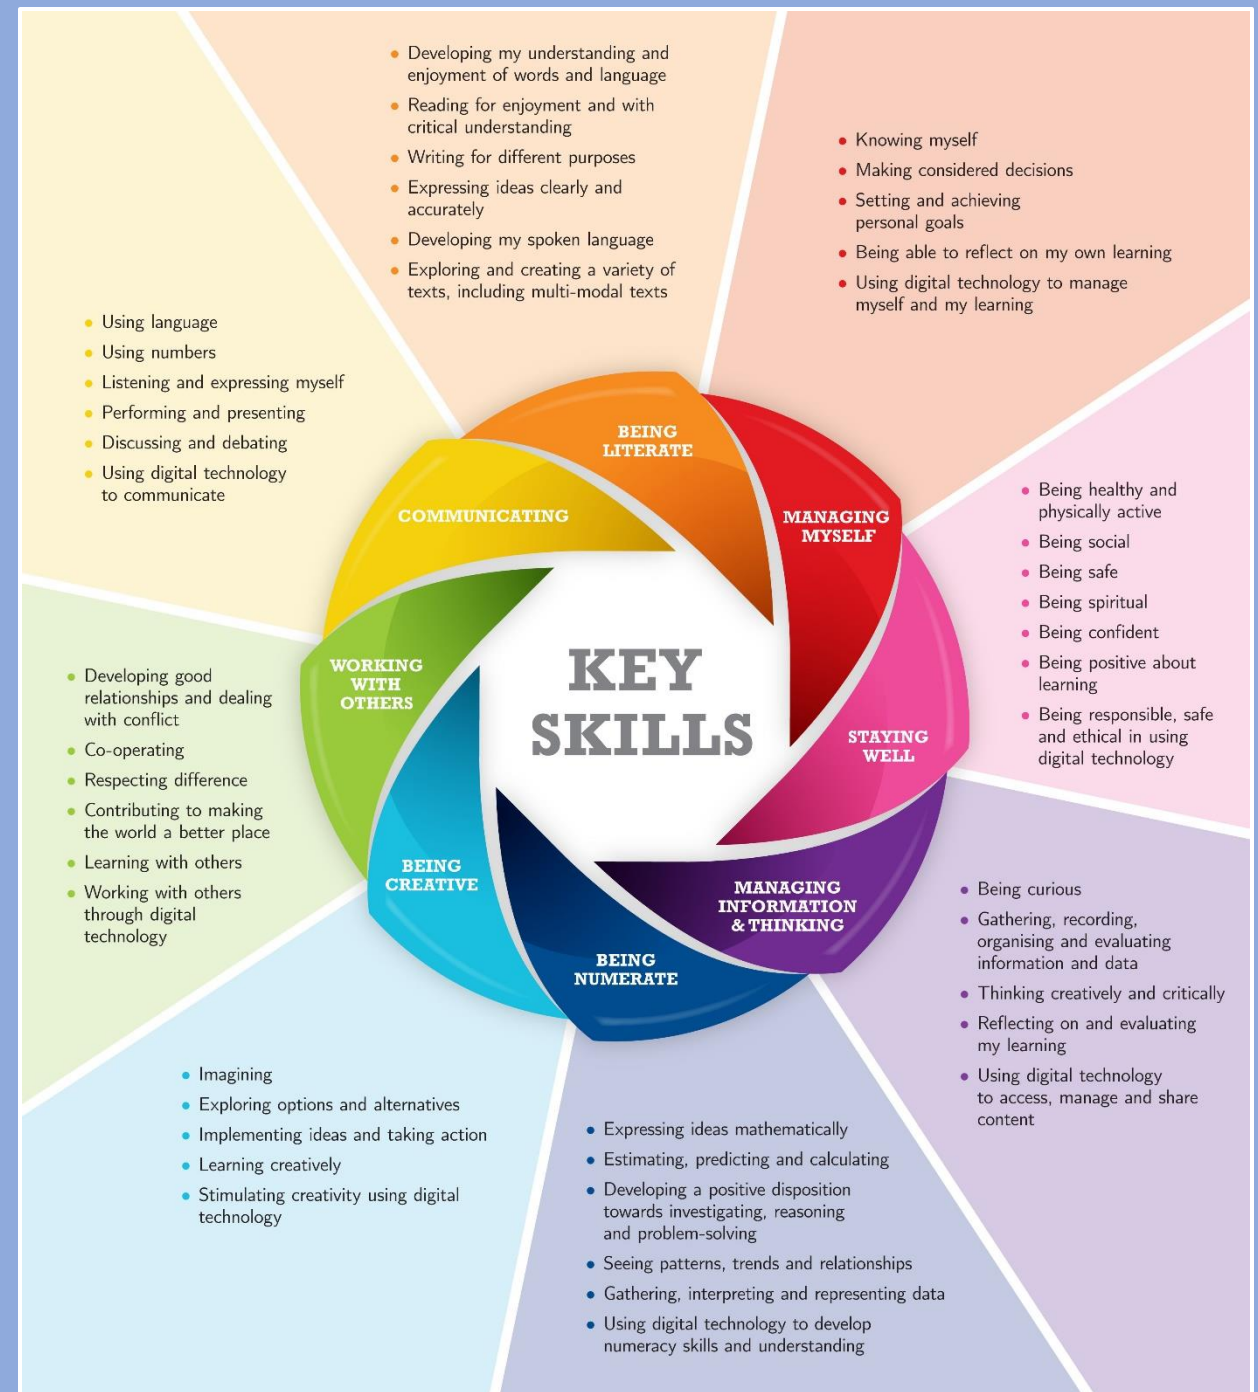 KEY
SKILLS
BEING
LITERATE
• Developing my understanding and
enjoyment of words and language
• Reading for enjoyment and with
critical understanding
• Writing for different purposes
• Expressing ideas clearly and
accurately
• Developing my spoken language
• Exploring and creating a variety of
texts, including multi-modal texts
MANAGING
MYSELF
• Knowing myself
• Making considered decisions
• Setting and achieving
personal goals
• Being able to reflect on my own learning
• Using digital technology to manage
myself and my learning
STAYING
WELL
• Being healthy and
physically active
• Being social
• Being safe
• Being spiritual
• Being confident
• Being positive about
learning
• Being responsible, safe
and ethical in using
digital technology
MANAGING
INFORMATION
& THINKING
• Being curious
• Gathering, recording,
organising and evaluating
information and data
• Thinking creatively and critically
• Reflecting on and evaluating
my learning
• Using digital technology
to access, manage and share
content
BEING
NUMERATE
• Expressing ideas mathematically
• Estimating, predicting and calculating
• Developing a positive disposition
towards investigating, reasoning
and problem-solving
• Seeing patterns, trends and relationships
• Gathering, interpreting and representing data
• Using digital technology to develop
numeracy skills and understanding
BEING
CREATIVE
• Imagining
• Exploring options and alternatives
• Implementing ideas and taking action
• Learning creatively
• Stimulating creativity using digital
technology
WORKING
WITH
OTHERS
• Developing good
relationships and dealing
with conflict
• Co-operating
• Respecting difference
• Contributing to making
the world a better place
• Learning with others
• Working with others
through digital
technology
COMMUNICATING
• Using language
• Using numbers
• Listening and expressing myself
• Performing and presenting
• Discussing and debating
• Using digital technology
to communicate